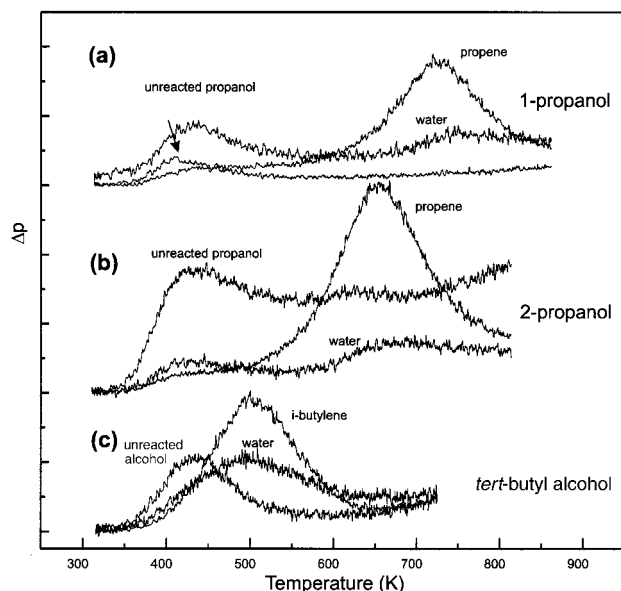 (a)
propene
unreacted propanol
1-propanol
water
propene
Δp
(b)
unreacted propanol
2-propanol
water
i-butylene
(c)
unreacted
alcohol
water
tert-butyl alcohol
300 400 500 600 700 800 900
Temperature (K)